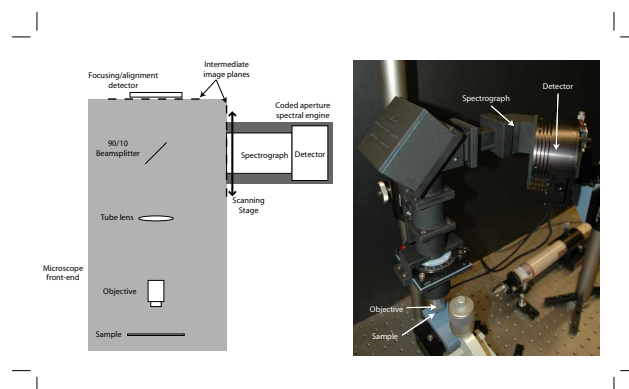 Focusing/alignment
detector
Intermediate
image planes
Coded aperture
spectral engine
90/10
Beamsplitter
Spectrograph
Detector
Scanning
Stage
Tube lens
Microscope
front-end
Objective
Sample
Detector
Spectrograph
Objective
Sample